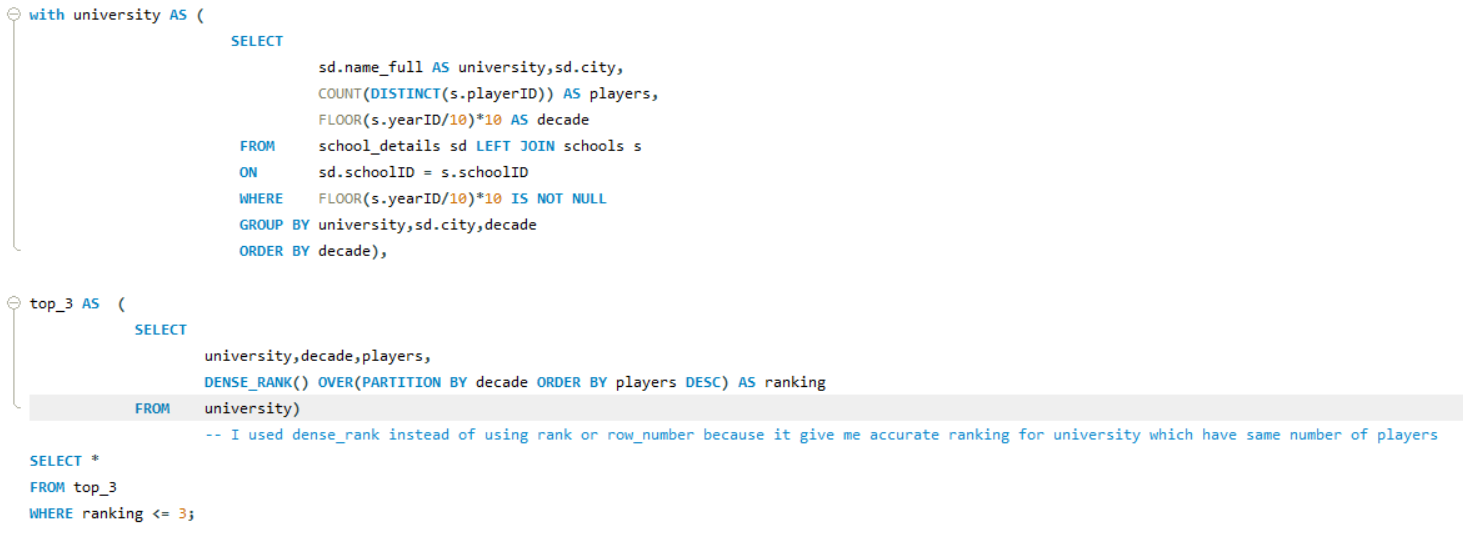 with university AS (
SELECT
sd.name_full AS university,sd.city,
COUNT(DISTINCT(s.playerID)) AS players,
FLOOR(s.yearID/10)*10 AS decade
FROM school_details sd LEFT JOIN schools s
ON sd.schoolID = s.schoolID
WHERE FLOOR(s.yearID/10)*10 IS NOT NULL
GROUP BY university,sd.city,decade
ORDER BY decade),
top_3 AS (
SELECT
university,decade,players,
DENSE_RANK() OVER(PARTITION BY decade ORDER BY players DESC) AS ranking
FROM university)
-- I used dense_rank instead of using rank or row_number because it give me accurate ranking for university which have same number of players
SELECT *
FROM top_3
WHERE ranking <= 3;